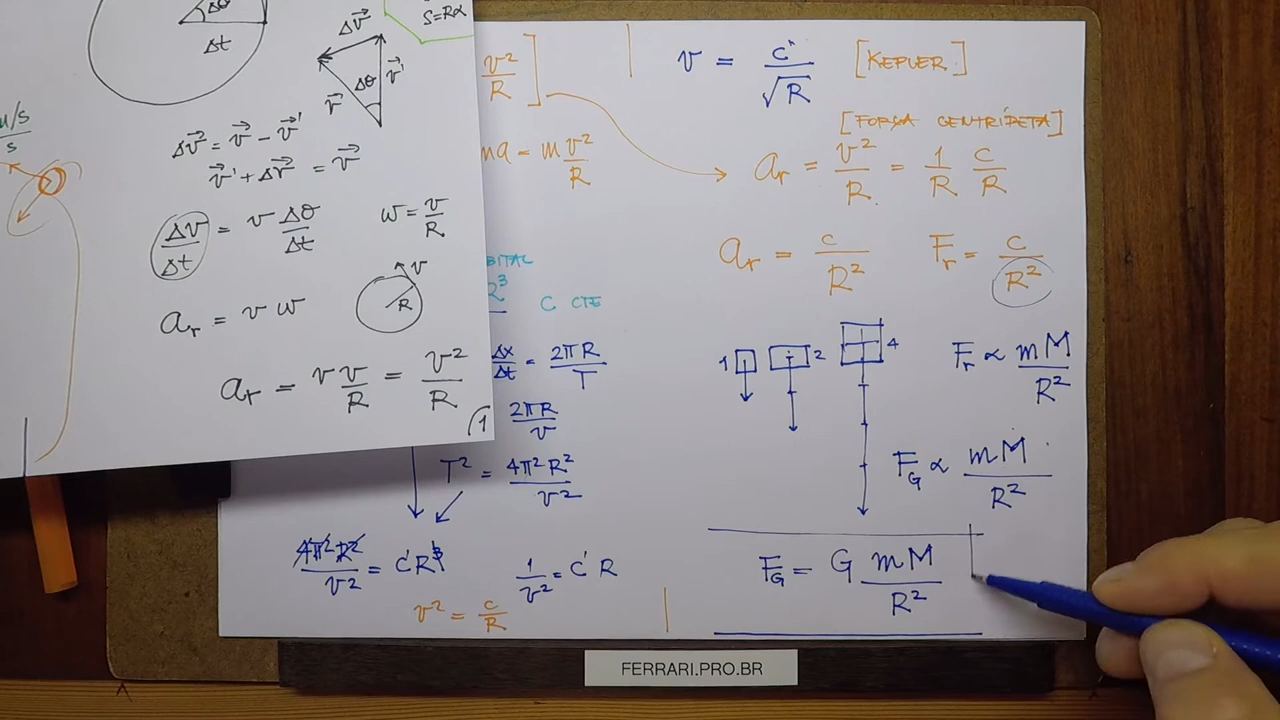 Δθ
Δt
S=Rα
Δv⃗
Δθ
v⃗'
v⃗
Δv⃗ = v⃗ - v⃗'
v⃗' + Δv⃗ = v⃗
Δv/Δt = v Δθ/Δt
w = v/R
v
R
a_r = v w
a_r = v v/R = v²/R
1
s
v²/R ]
ma = m v²/R
R³
C CTE
Δx/Δt = 2πR/T
2πR/v
T² = 4π²R²/v²
4π²R²/v² = C'R³
1/v² = C' R
v² = c/R
v = c'/√R [KEPLER]
[FORÇA CENTRÍPETA]
a_r = v²/R = 1/R c/R
a_r = c/R²
F_r = c/R²
1
2
4
F_r ∝ mM/R²
F_G ∝ mM/R²
F_G = G mM/R²
FERRARI.PRO.BR